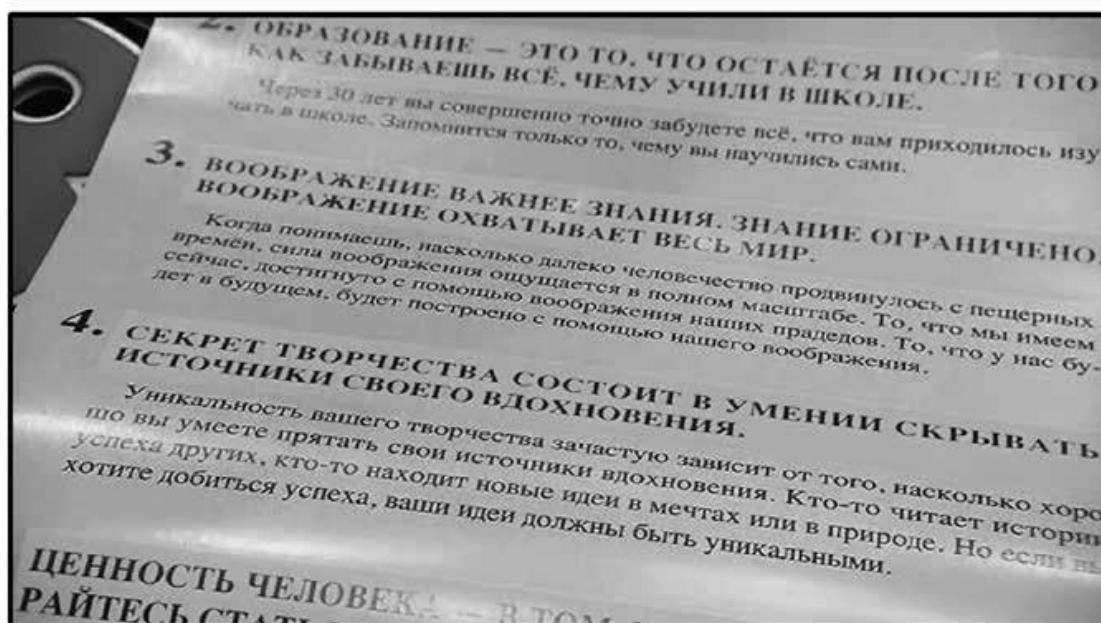 2. ОБРАЗОВАНИЕ — ЭТО ТО, ЧТО ОСТАЁТСЯ ПОСЛЕ ТОГО
КАК ЗАБЫВАЕШЬ ВСЁ, ЧЕМУ УЧИЛИ В ШКОЛЕ.
Через 30 лет вы совершенно точно забудете всё, что вам приходилось изу
чать в школе. Запомнится только то, чему вы научились сами.
3. ВООБРАЖЕНИЕ ВАЖНЕЕ ЗНАНИЯ. ЗНАНИЕ ОГРАНИЧЕНО.
ВООБРАЖЕНИЕ ОХВАТЫВАЕТ ВЕСЬ МИР.
Когда понимаешь, насколько далеко человечество продвинулось с пещерных
времён, сила воображения ощущается в полном масштабе. То, что мы имеем
сейчас, достигнуто с помощью воображения наших прадедов. То, что у нас бу-
дет в будущем, будет построено с помощью нашего воображения.
4. СЕКРЕТ ТВОРЧЕСТВА СОСТОИТ В УМЕНИИ СКРЫВАТЬ
ИСТОЧНИКИ СВОЕГО ВДОХНОВЕНИЯ.
Уникальность вашего творчества зачастую зависит от того, насколько хоро
шо вы умеете прятать свои источники вдохновения. Кто-то читает истории
успеха других, кто-то находит новые идеи в мечтах или в природе. Но если вы
хотите добиться успеха, ваши идеи должны быть уникальными.
ЦЕННОСТЬ ЧЕЛОВЕКА — В ТОМ
РАЙТЕСЬ СТАТЬ